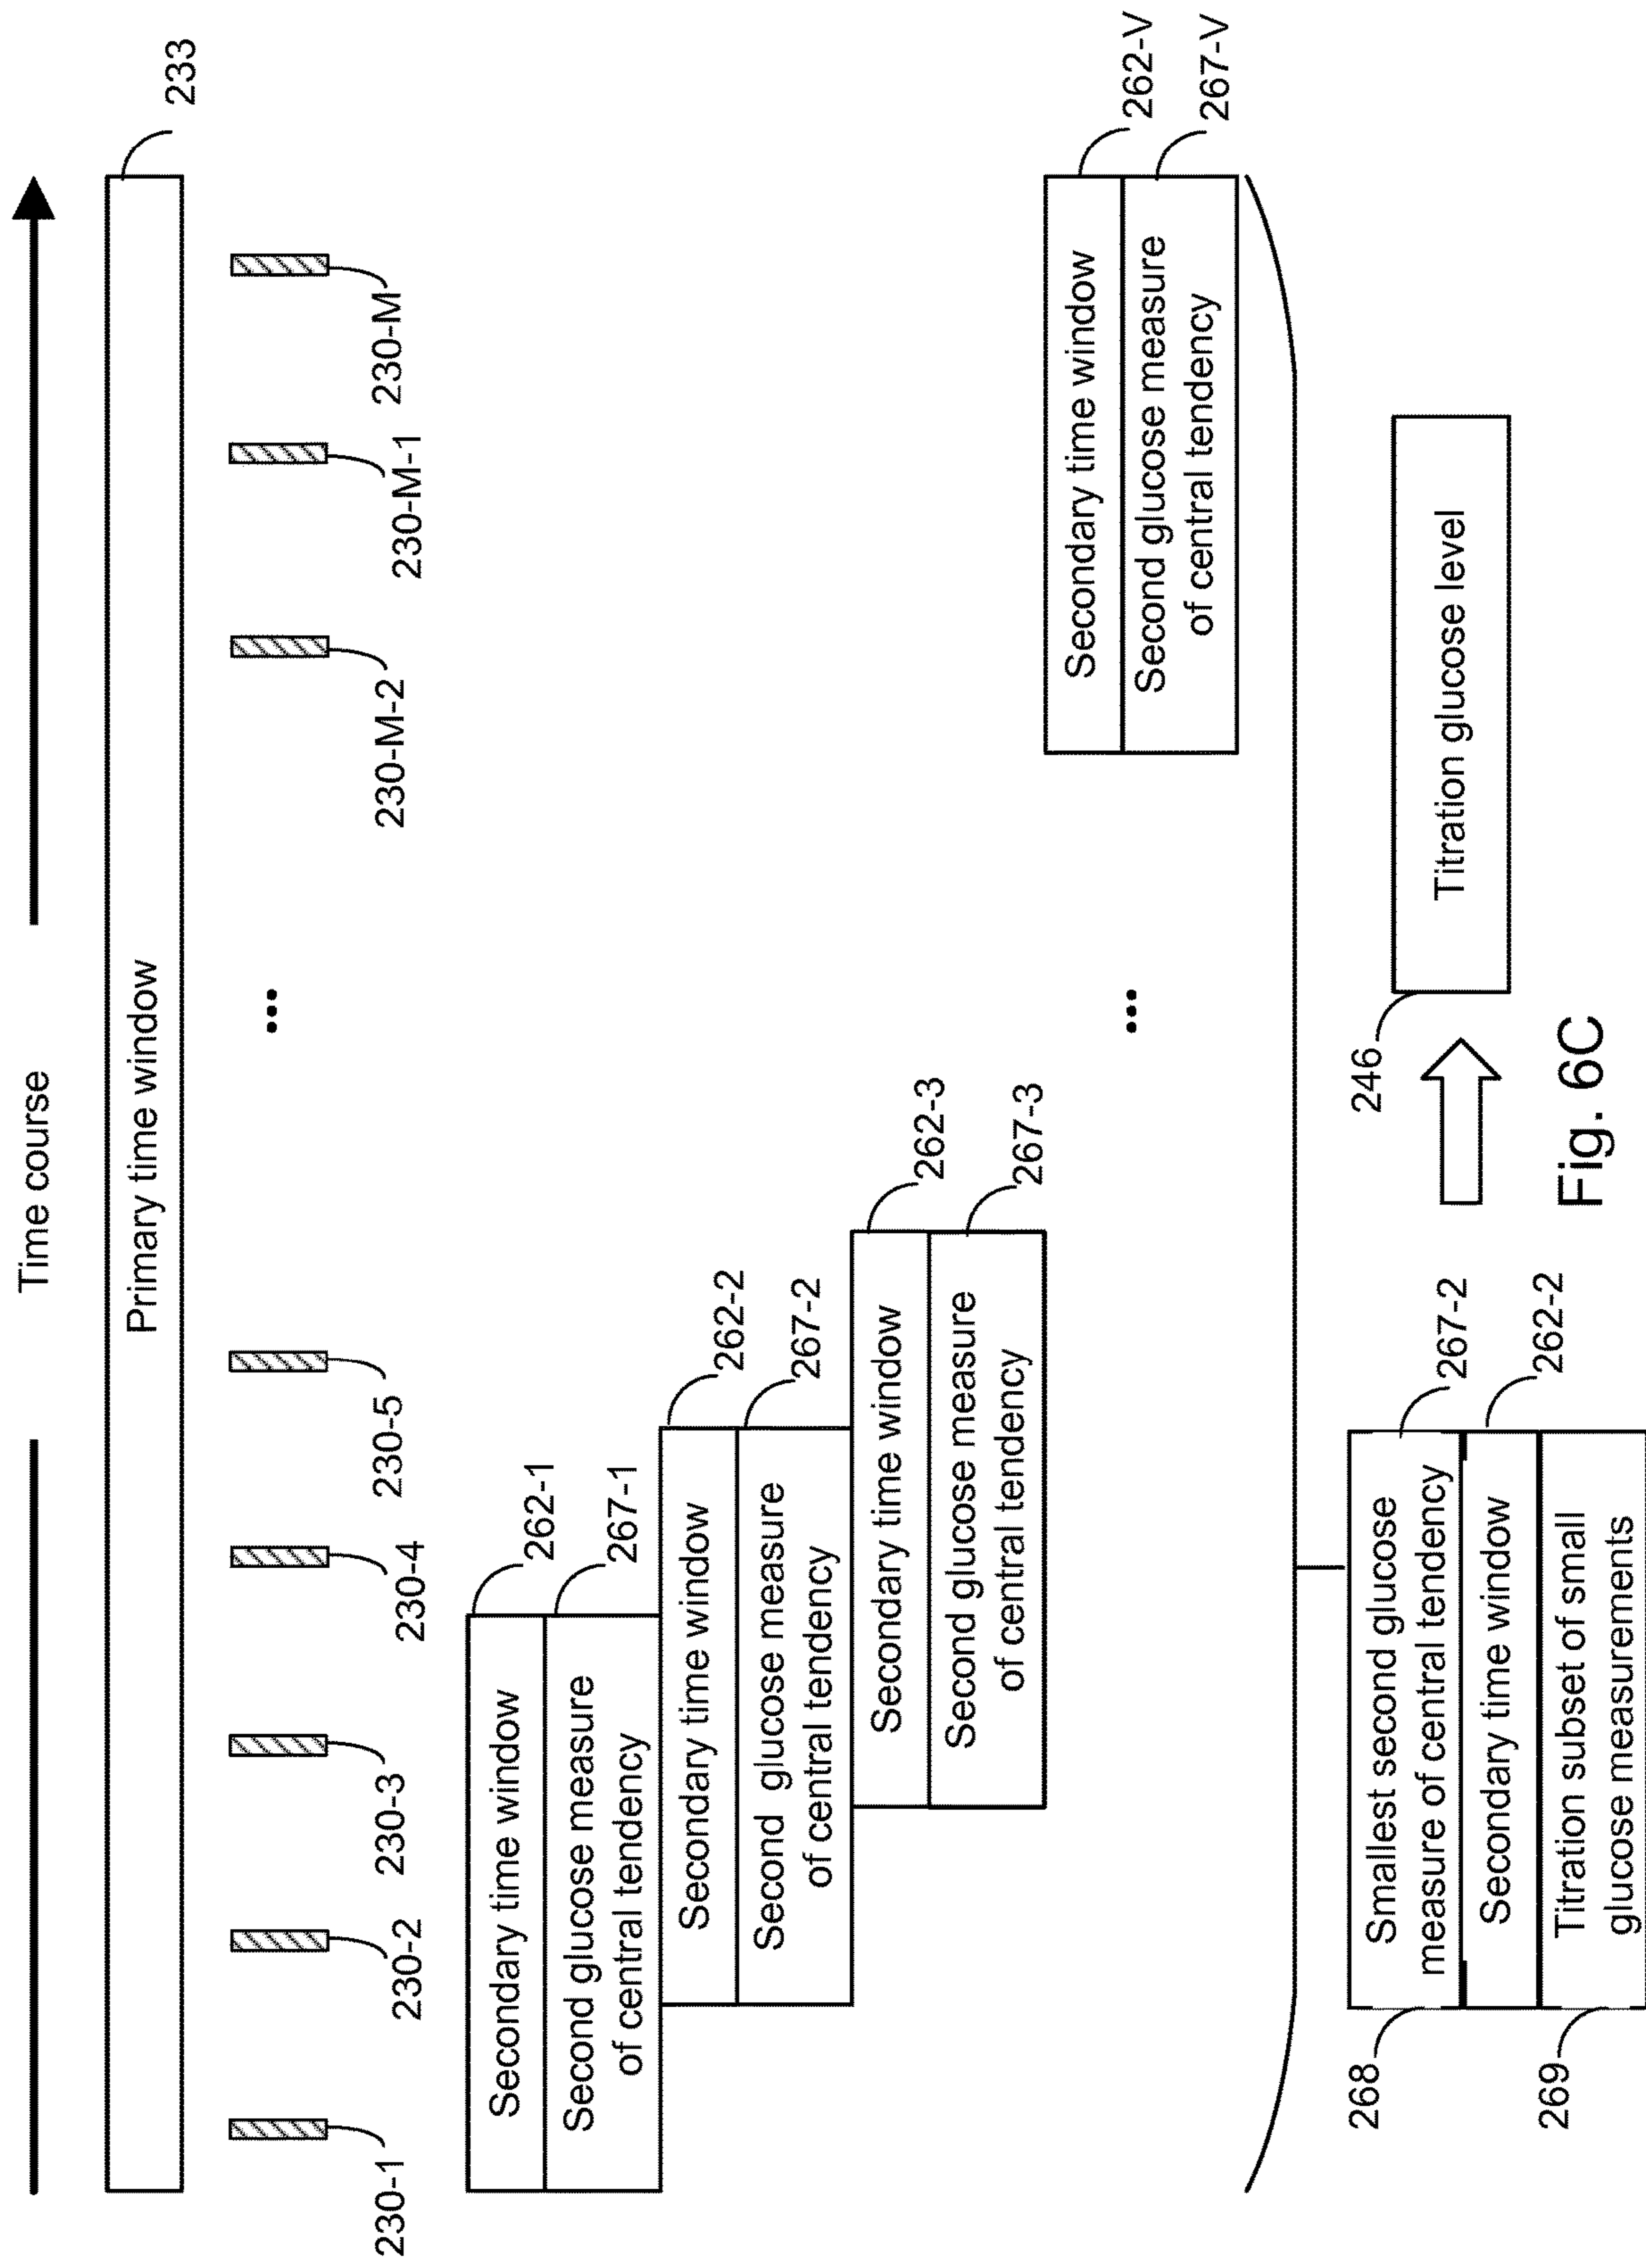 Time course
Primary time window
233
230-1
230-2
230-3
230-4
230-5
...
230-M-2
230-M-1
230-M
Secondary time window
262-1
Second glucose measure
of central tendency
267-1
Secondary time window
262-2
Second glucose measure
of central tendency
267-2
Secondary time window
262-3
Second glucose measure
of central tendency
267-3
...
Secondary time window
262-V
Second glucose measure
of central tendency
267-V
268
Smallest second glucose
measure of central tendency
267-2
Secondary time window
262-2
269
Titration subset of small
glucose measurements
246
Titration glucose level
Fig. 6C